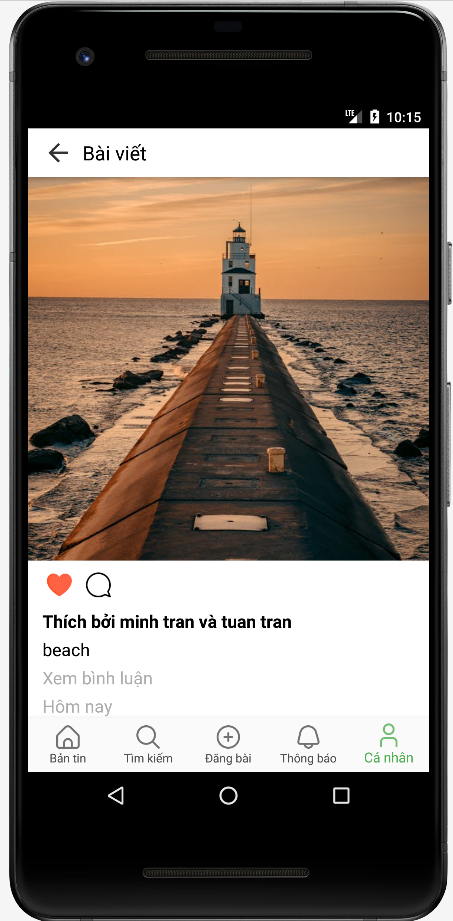 LTE 10:15
Bài viết
Thích bởi minh tran và tuan tran
beach
Xem bình luận
Hôm nay
Bản tin Tìm kiếm Đăng bài Thông báo Cá nhân